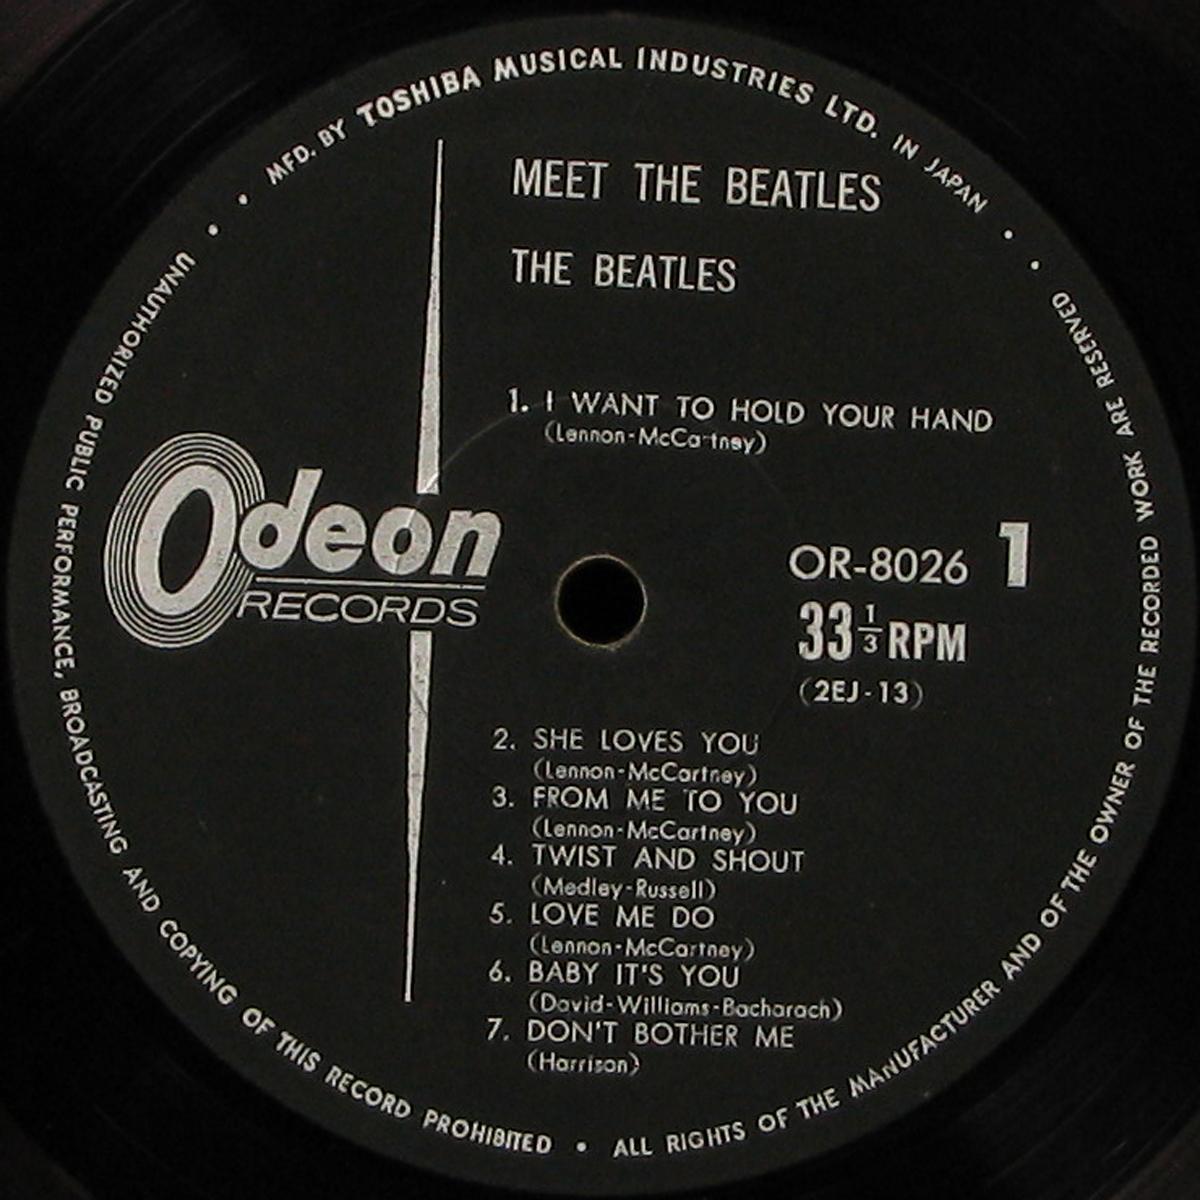 MFD. BY TOSHIBA MUSICAL INDUSTRIES LTD. IN JAPAN
MEET THE BEATLES
THE BEATLES
1. I WANT TO HOLD YOUR HAND
(Lennon-McCartney)
Odeon
RECORDS
OR-8026 1
33 1/3 RPM
(2EJ-13)
2. SHE LOVES YOU
(Lennon-McCartney)
3. FROM ME TO YOU
(Lennon-McCartney)
4. TWIST AND SHOUT
(Medley-Russell)
5. LOVE ME DO
(Lennon-McCartney)
6. BABY IT'S YOU
(David-Williams-Bacharach)
7. DON'T BOTHER ME
(Harrison)
UNAUTHORIZED PUBLIC PERFORMANCE, BROADCASTING AND COPYING OF THIS RECORD PROHIBITED • ALL RIGHTS OF THE MANUFACTURER AND OF THE OWNER OF THE RECORDED WORK ARE RESERVED